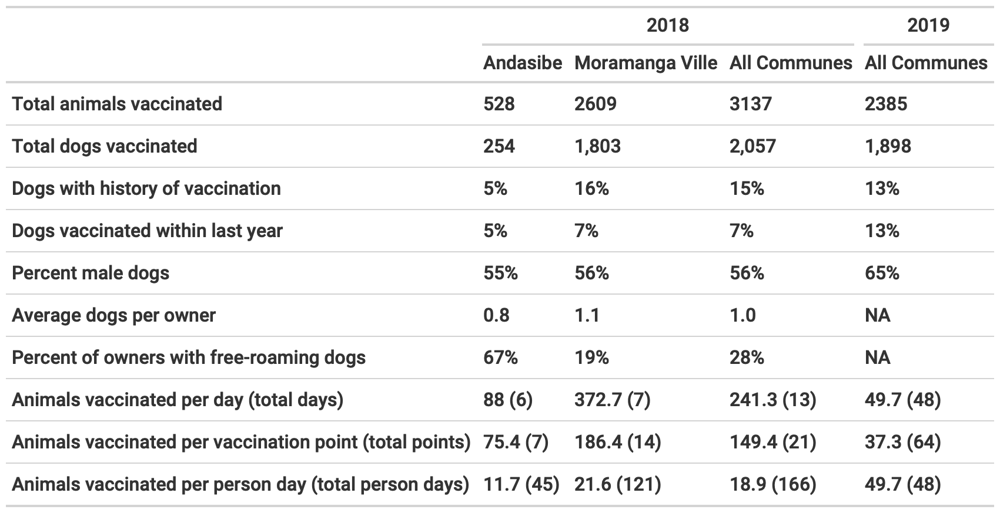 2018 2019
Andasibe Moramanga Ville All Communes All Communes
Total animals vaccinated 528 2609 3137 2385
Total dogs vaccinated 254 1,803 2,057 1,898
Dogs with history of vaccination 5% 16% 15% 13%
Dogs vaccinated within last year 5% 7% 7% 13%
Percent male dogs 55% 56% 56% 65%
Average dogs per owner 0.8 1.1 1.0 NA
Percent of owners with free-roaming dogs 67% 19% 28% NA
Animals vaccinated per day (total days) 88 (6) 372.7 (7) 241.3 (13) 49.7 (48)
Animals vaccinated per vaccination point (total points) 75.4 (7) 186.4 (14) 149.4 (21) 37.3 (64)
Animals vaccinated per person day (total person days) 11.7 (45) 21.6 (121) 18.9 (166) 49.7 (48)